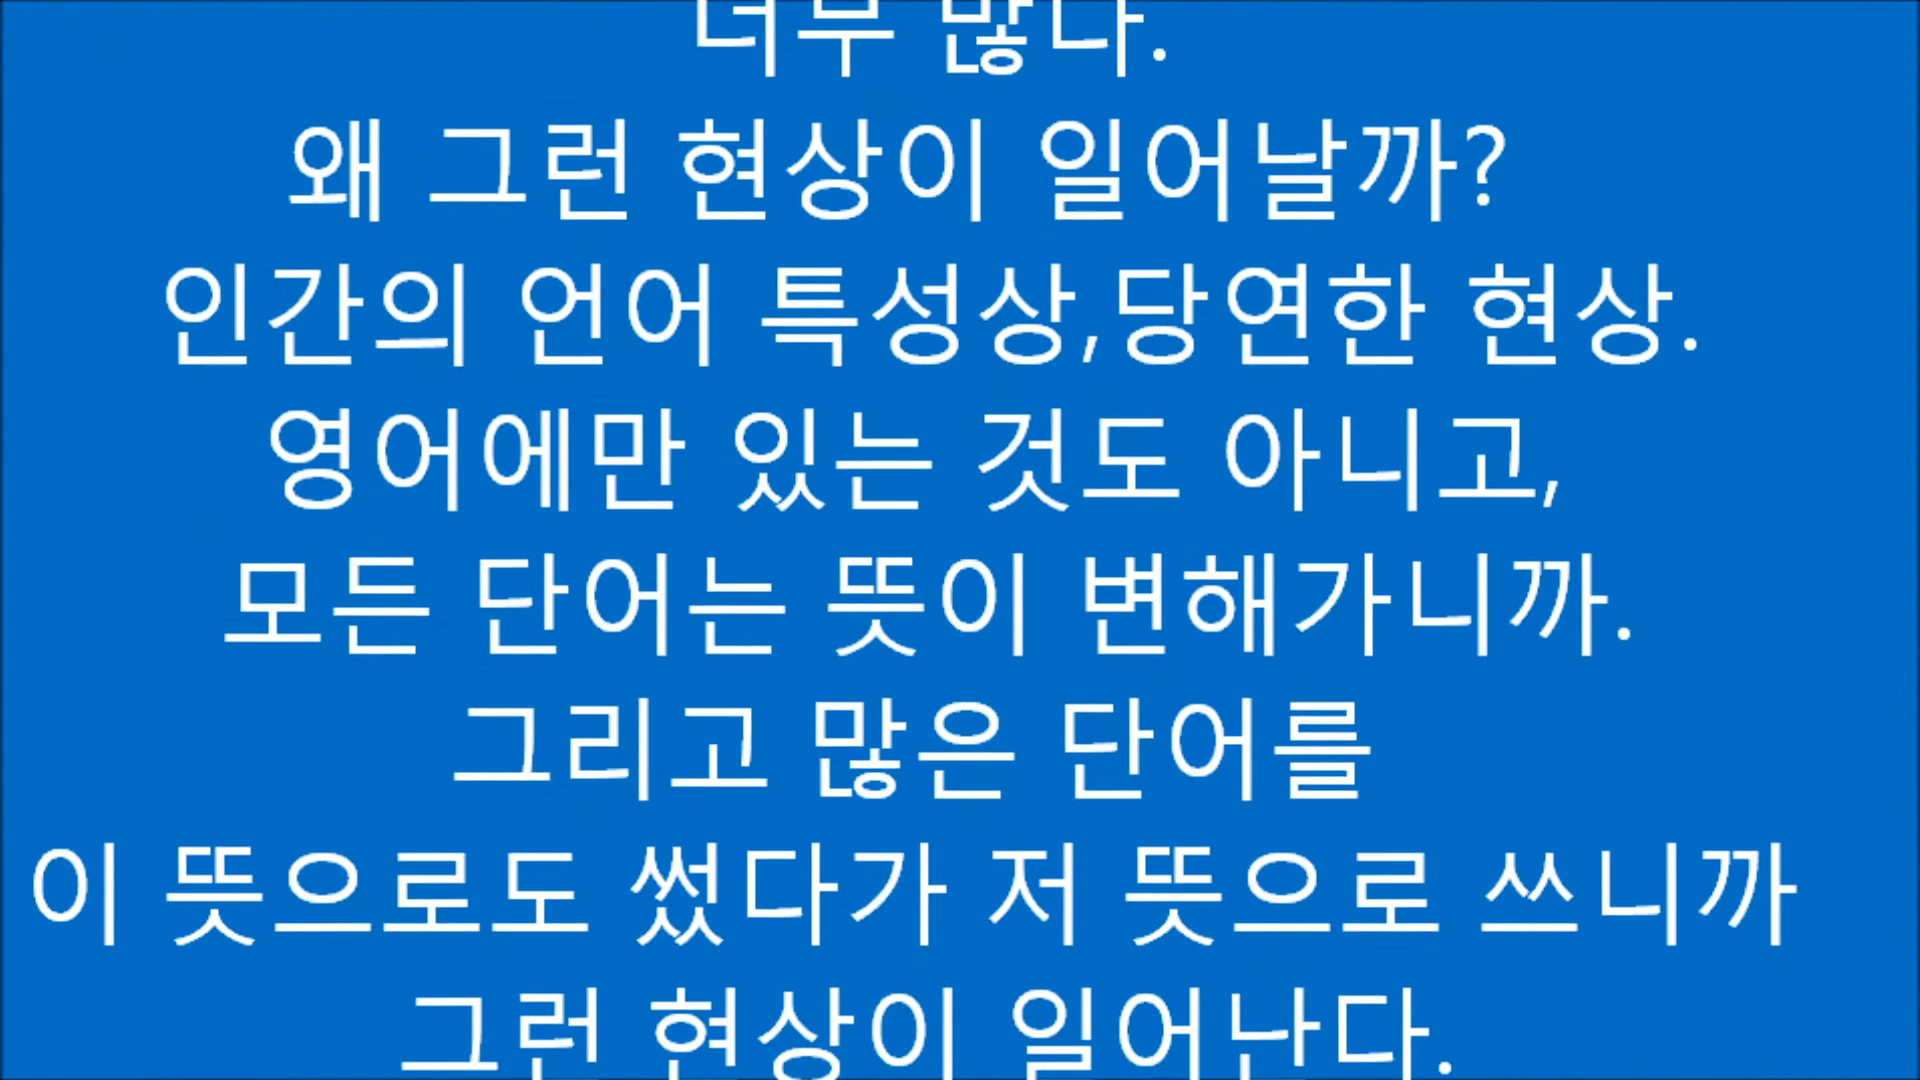 너무 많다.
왜 그런 현상이 일어날까?
인간의 언어 특성상,당연한 현상.
영어에만 있는 것도 아니고,
모든 단어는 뜻이 변해가니까.
그리고 많은 단어를
이 뜻으로도 썼다가 저 뜻으로 쓰니까
그런 현상이 일어난다.